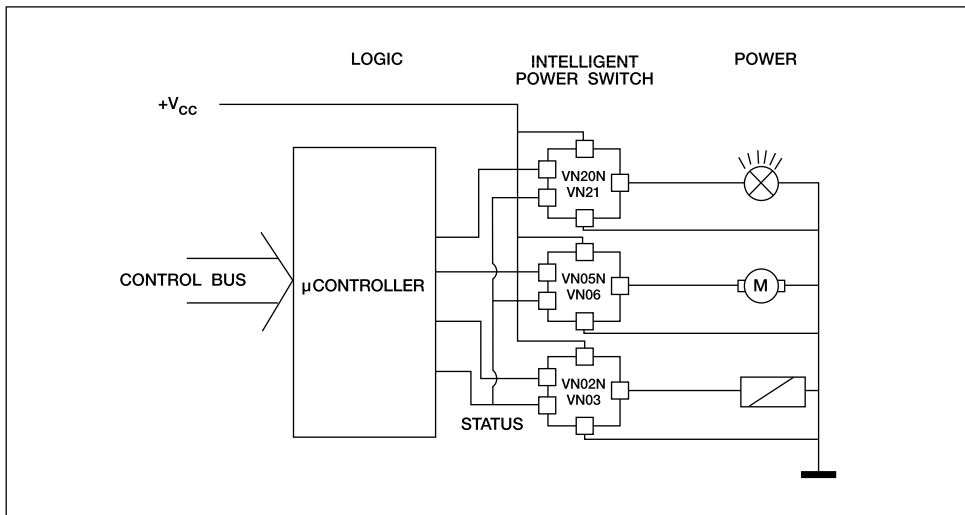 LOGIC
INTELLIGENT
POWER SWITCH
POWER
+VCC
VN20N
VN21
CONTROL BUS
µCONTROLLER
VN05N
VN06
M
VN02N
VN03
STATUS